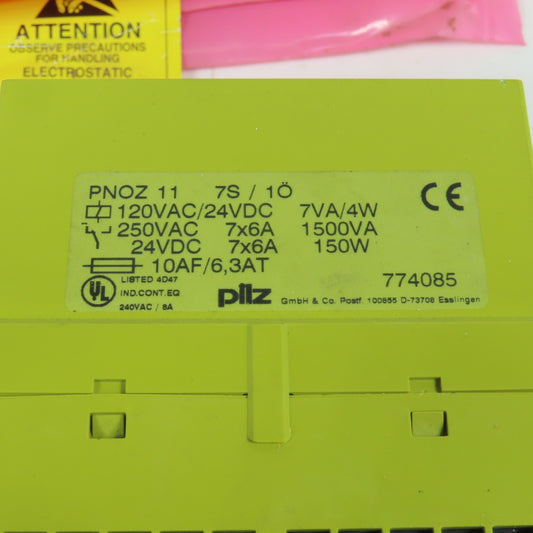 ATTENTION
OBSERVE PRECAUTIONS
FOR HANDLING
ELECTROSTATIC
PNOZ 11 7S / 1Ö
120VAC/24VDC 7VA/4W
250VAC 7x6A 1500VA
24VDC 7x6A 150W
10AF/6,3AT
774085
CE
UL
LISTED 4D47
IND.CONT.EQ
240VAC / 8A
pilz
GmbH & Co. Postf. 100855 D-73708 Esslingen